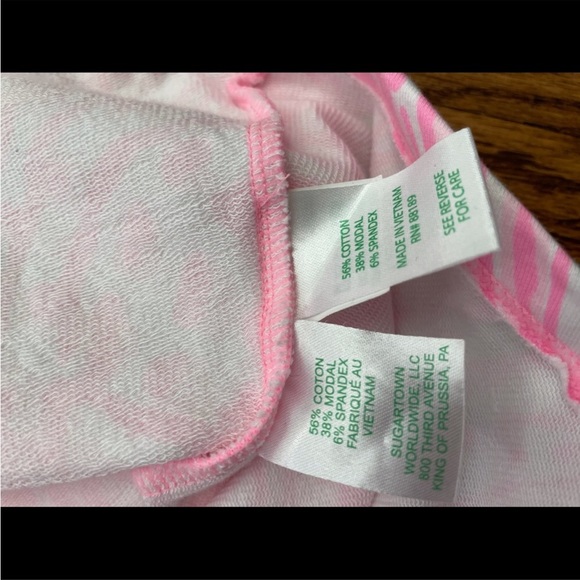 56% COTTON
38% MODAL
6% SPANDEX
MADE IN VIETNAM
RN# 88189
SEE REVERSE
FOR CARE
56% COTON
38% MODAL
6% SPANDEX
FABRIQUÉ AU
VIETNAM
SUGARTOWN
WORLDWIDE, LLC
800 THIRD AVENUE
KING OF PRUSSIA, PA